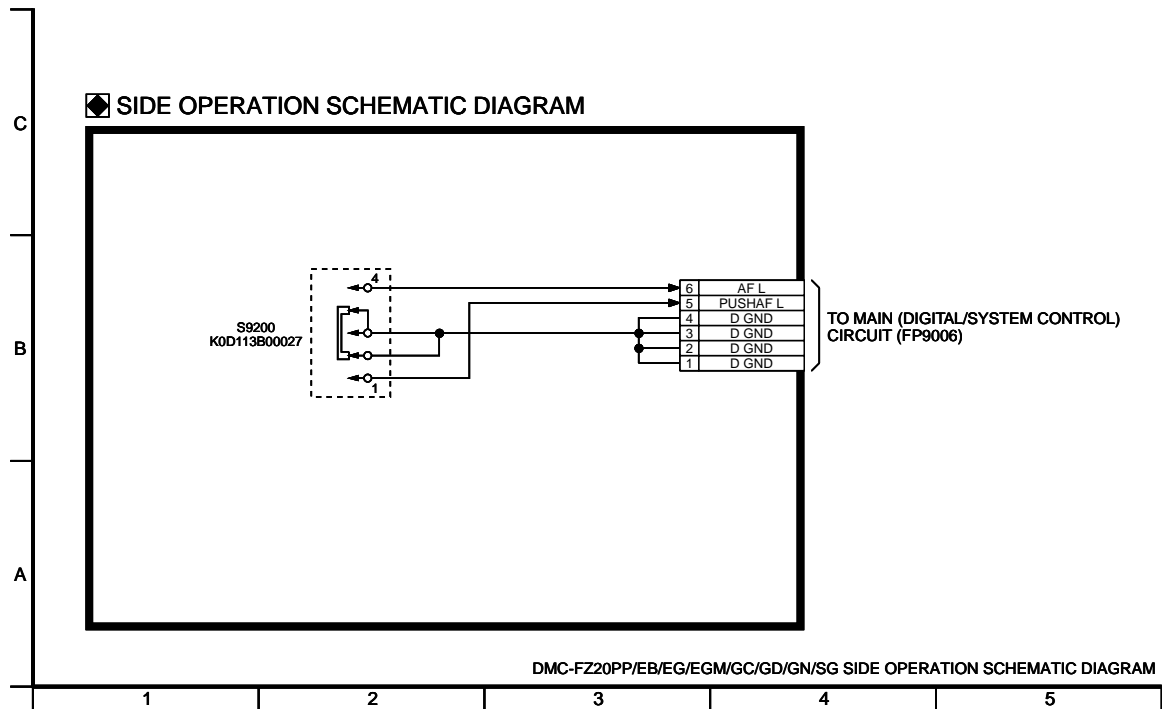 C
SIDE OPERATION SCHEMATIC DIAGRAM
4
S9200
K0D113B00027
1
6 AF L
5 PUSHAF L
4 D GND
3 D GND
2 D GND
1 D GND
TO MAIN (DIGITAL/SYSTEM CONTROL)
CIRCUIT (FP9006)
B
A
DMC-FZ20PP/EB/EG/EGM/GC/GD/GN/SG SIDE OPERATION SCHEMATIC DIAGRAM
1 2 3 4 5